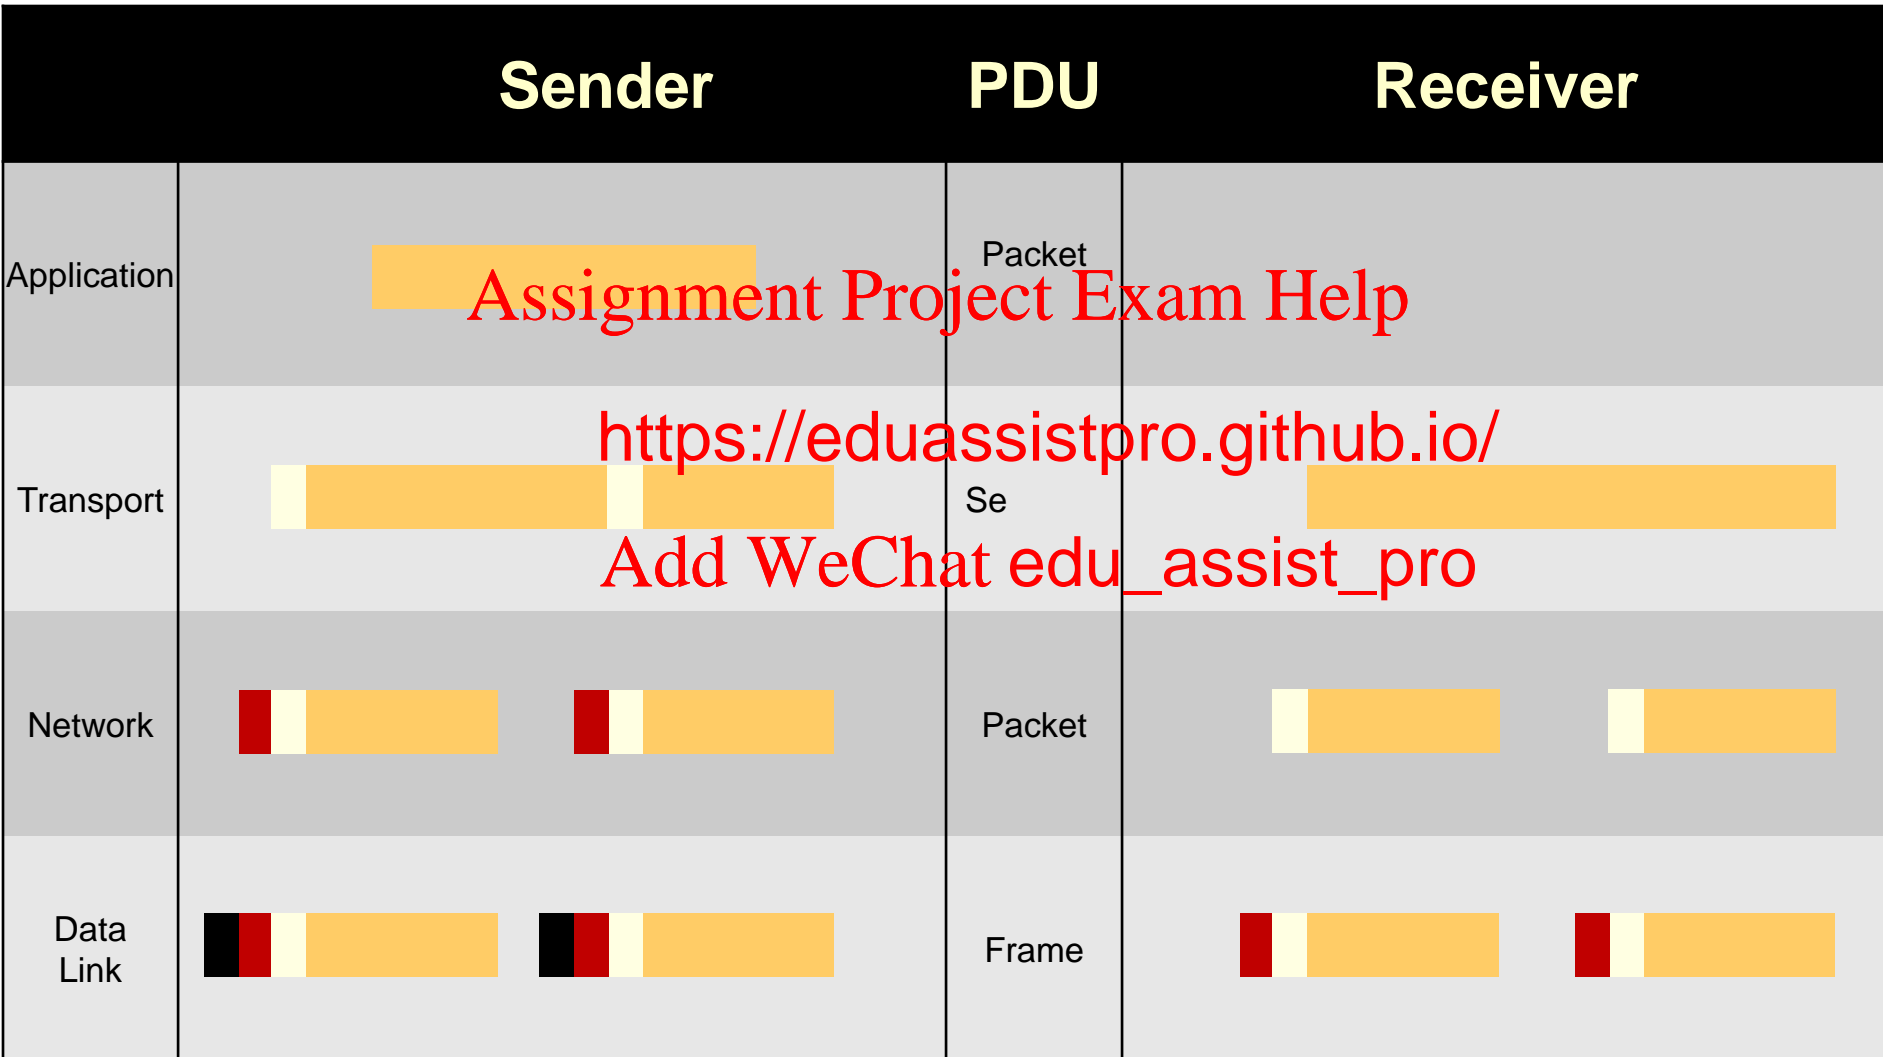 Sender PDU Receiver
Application Packet
Assignment Project Exam Help
https://eduassistpro.github.io/
Transport Se
Add WeChat edu_assist_pro
Network Packet
Data
Link Frame